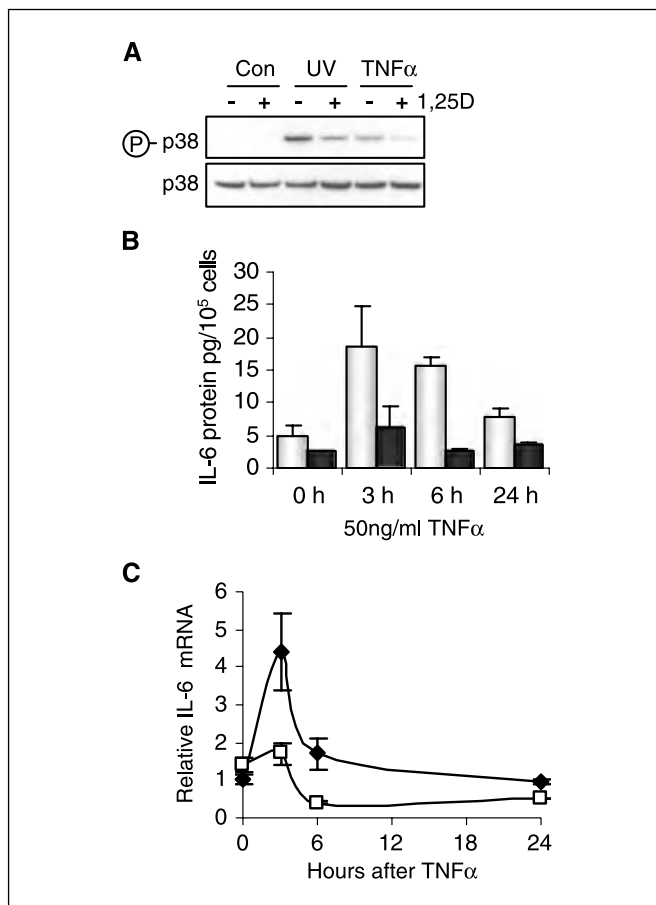 A
Con UV TNFα
- + - + - + 1,25D
P - p38
p38
B
IL-6 protein pg/10⁵ cells
30
25
20
15
10
5
0
0 h 3 h 6 h 24 h
50ng/ml TNFα
C
Relative IL-6 mRNA
6
5
4
3
2
1
0
0 6 12 18 24
Hours after TNFα